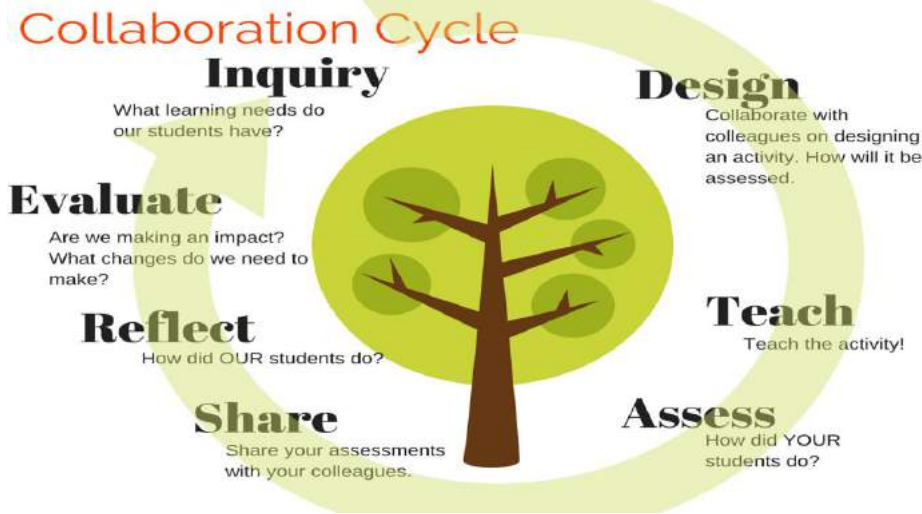 Collaboration Cycle
Inquiry
What learning needs do
our students have?
Design
Collaborate with
colleagues on designing
an activity. How will it be
assessed.
Teach
Teach the activity!
Assess
How did YOUR
students do?
Share
Share your assessments
with your colleagues.
Reflect
How did OUR students do?
Evaluate
Are we making an impact?
What changes do we need to
make?